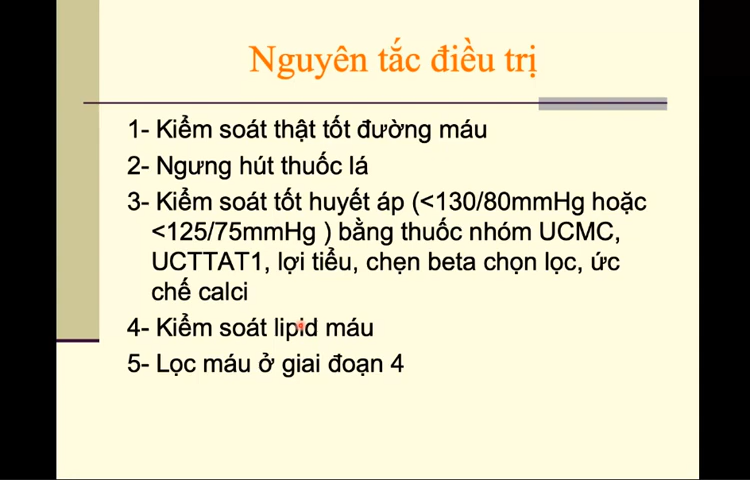 Nguyên tắc điều trị
1- Kiểm soát thật tốt đường máu
2- Ngưng hút thuốc lá
3- Kiểm soát tốt huyết áp (<130/80mmHg hoặc
<125/75mmHg ) bằng thuốc nhóm UCMC,
UCTTAT1, lợi tiểu, chẹn beta chọn lọc, ức
chế calci
4- Kiểm soát lipid máu
5- Lọc máu ở giai đoạn 4